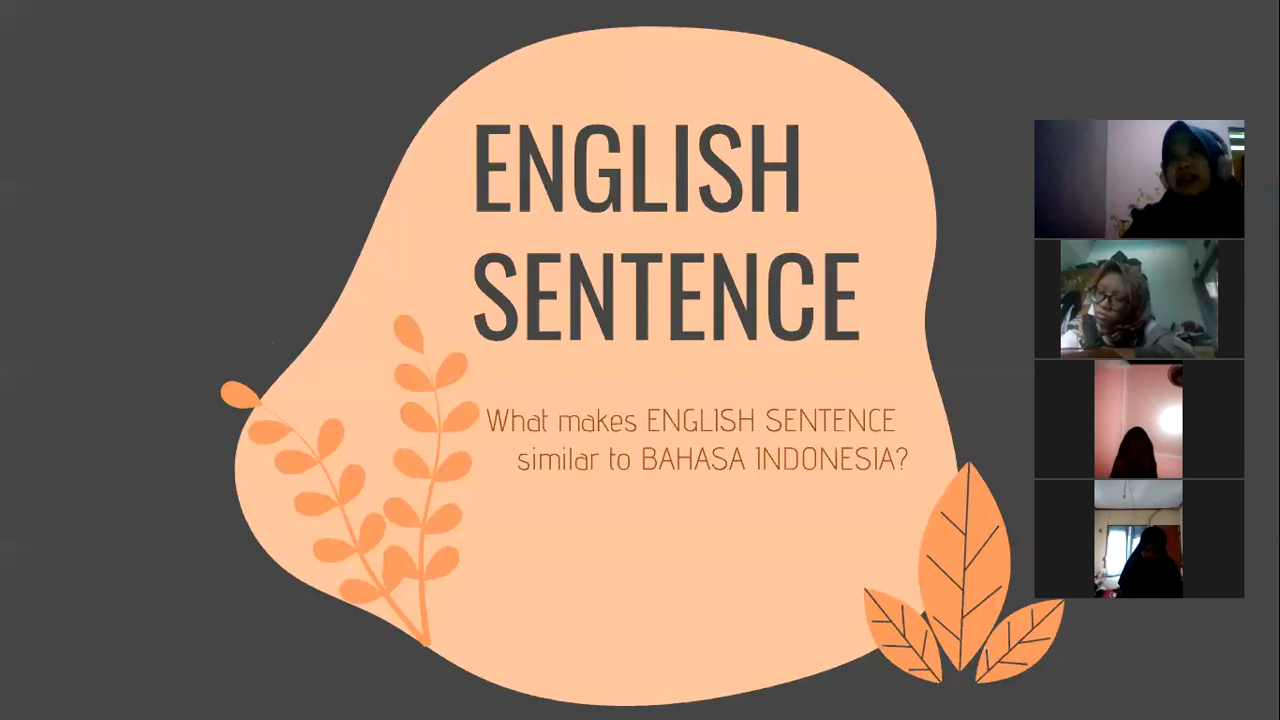 ENGLISH
SENTENCE
What makes ENGLISH SENTENCE
similar to BAHASA INDONESIA?